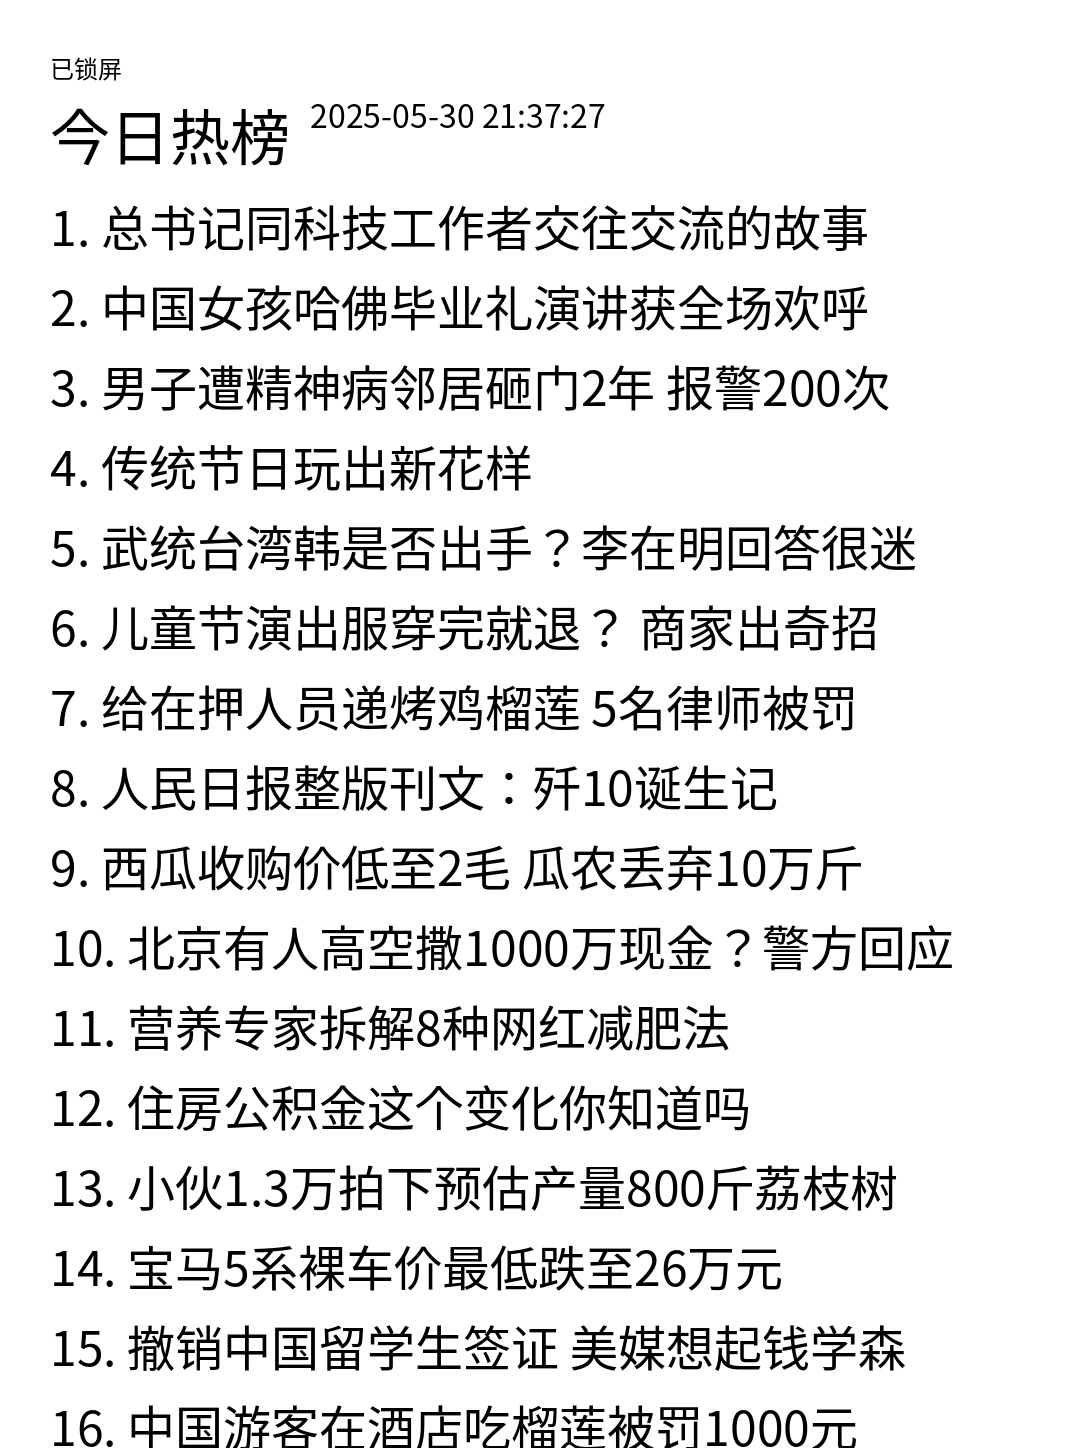 已锁屏
今日热榜 2025-05-30 21:37:27
1. 总书记同科技工作者交往交流的故事
2. 中国女孩哈佛毕业礼演讲获全场欢呼
3. 男子遭精神病邻居砸门2年 报警200次
4. 传统节日玩出新花样
5. 武统台湾韩是否出手？李在明回答很迷
6. 儿童节演出服穿完就退？ 商家出奇招
7. 给在押人员递烤鸡榴莲 5名律师被罚
8. 人民日报整版刊文：歼10诞生记
9. 西瓜收购价低至2毛 瓜农丢弃10万斤
10. 北京有人高空撒1000万现金？警方回应
11. 营养专家拆解8种网红减肥法
12. 住房公积金这个变化你知道吗
13. 小伙1.3万拍下预估产量800斤荔枝树
14. 宝马5系裸车价最低跌至26万元
15. 撤销中国留学生签证 美媒想起钱学森
16. 中国游客在酒店吃榴莲被罚1000元